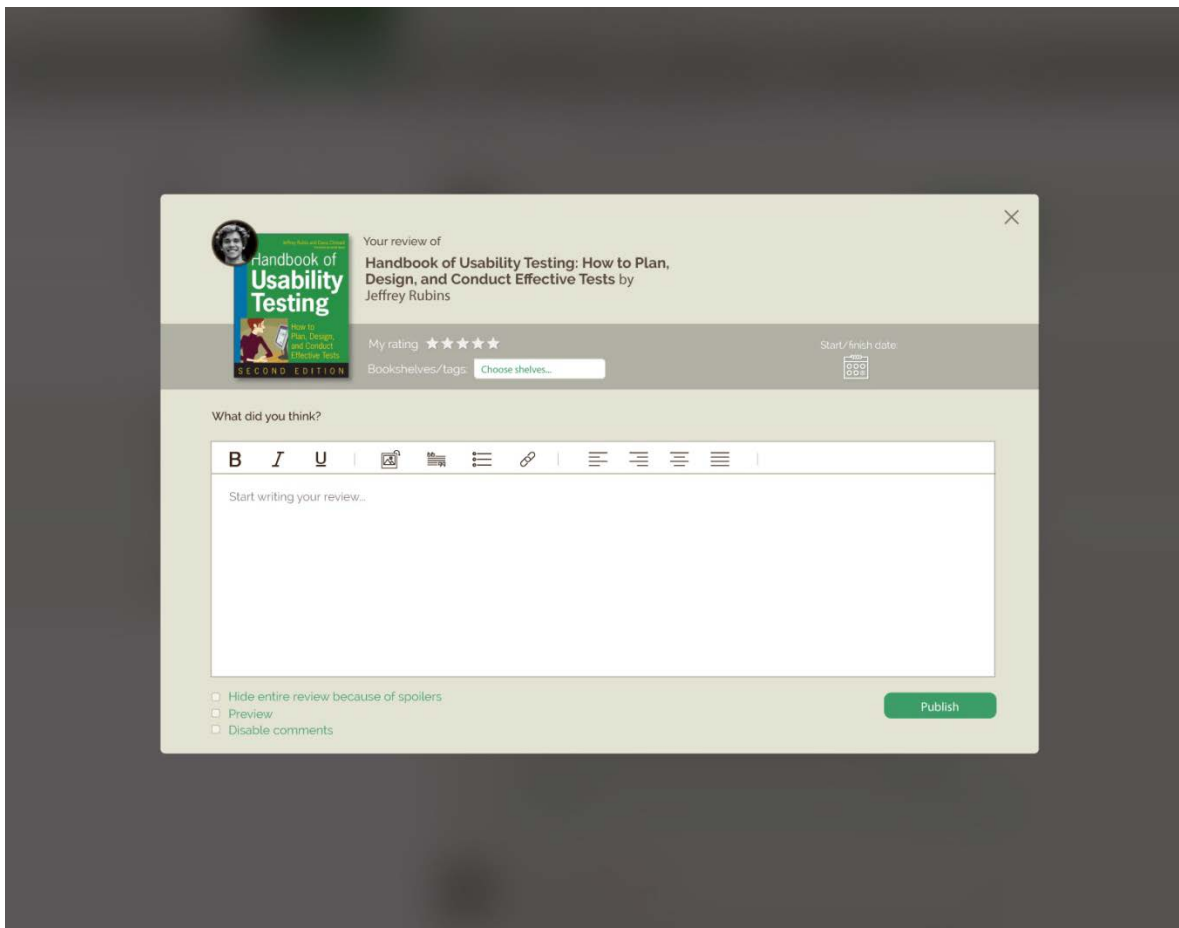 Your review of
Handbook of Usability Testing: How to Plan,
Design, and Conduct Effective Tests by
Jeffrey Rubins
Handbook of
Usability
Testing
How to
Plan, Design,
and Conduct
Effective Tests
SECOND EDITION
My rating
Bookshelves/tags: Choose shelves...
Start/finish date:
What did you think?
B I U
Start writing your review...
Hide entire review because of spoilers
Preview
Disable comments
Publish